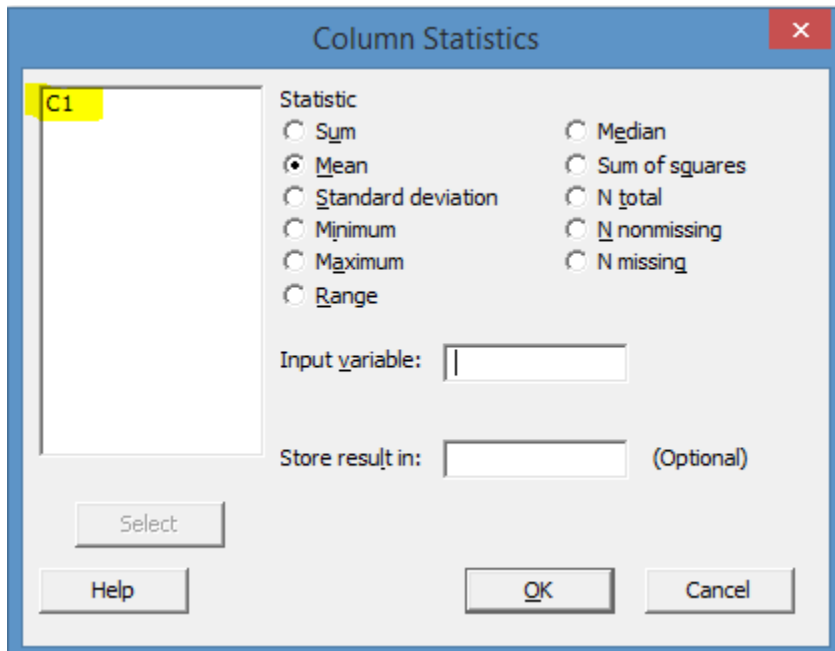 Column Statistics
C1
Statistic
Sum
Median
Mean
Sum of squares
Standard deviation
N total
Minimum
N nonmissing
Maximum
N missing
Range
Input variable:
Store result in:
(Optional)
Select
Help
OK
Cancel